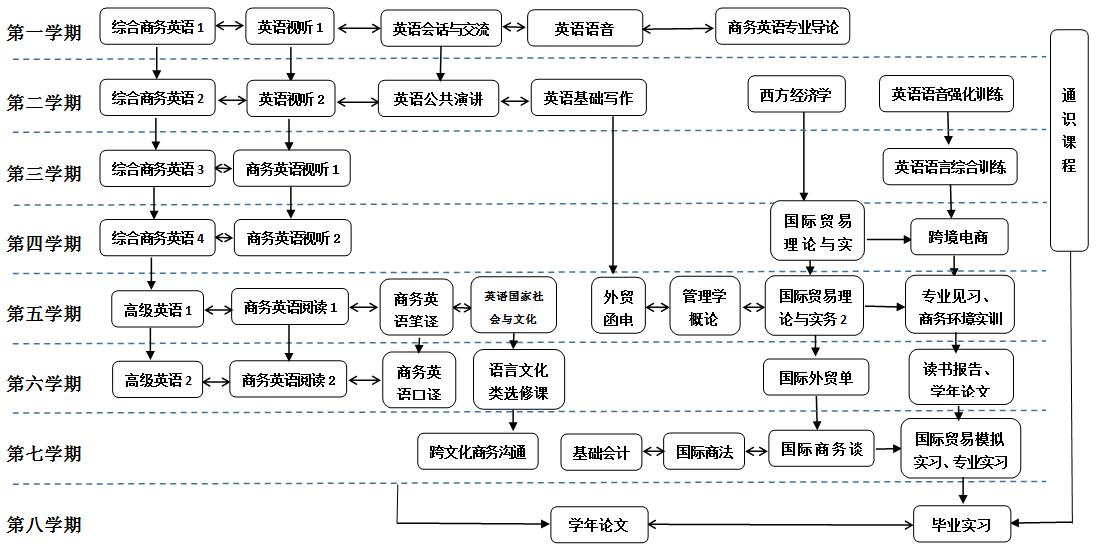 第一学期
综合商务英语 1
英语视听 1
英语会话与交流
英语语音
商务英语专业导论
第二学期
综合商务英语 2
英语视听 2
英语公共演讲
英语基础写作
西方经济学
英语语音强化训练
通
识
课
程
第三学期
综合商务英语 3
商务英语视听 1
英语语言综合训练
第四学期
综合商务英语 4
商务英语视听 2
国际贸易
理论与实
跨境电商
第五学期
高级英语 1
商务英语阅读 1
商务英
语笔译
英语国家社
会与文化
外贸
函电
管理学
概论
国际贸易理
论与实务 2
专业见习、
商务环境实训
第六学期
高级英语 2
商务英语阅读 2
商务英
语口译
语言文化
类选修课
国际外贸单
读书报告、
学年论文
第七学期
跨文化商务沟通
基础会计
国际商法
国际商务谈
国际贸易模拟
实习、专业实习
第八学期
学年论文
毕业实习